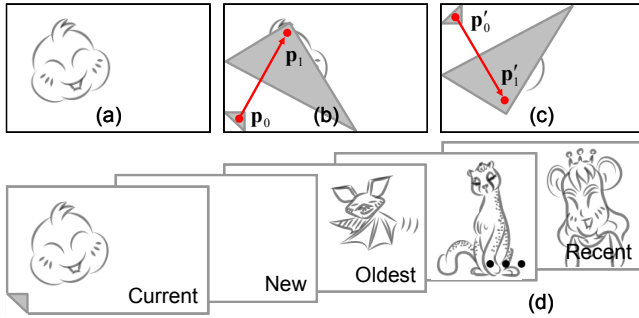 (a)
p₁
p₀
(b)
p′₀
p′₁
(c)
Current
New
Oldest
Recent
(d)